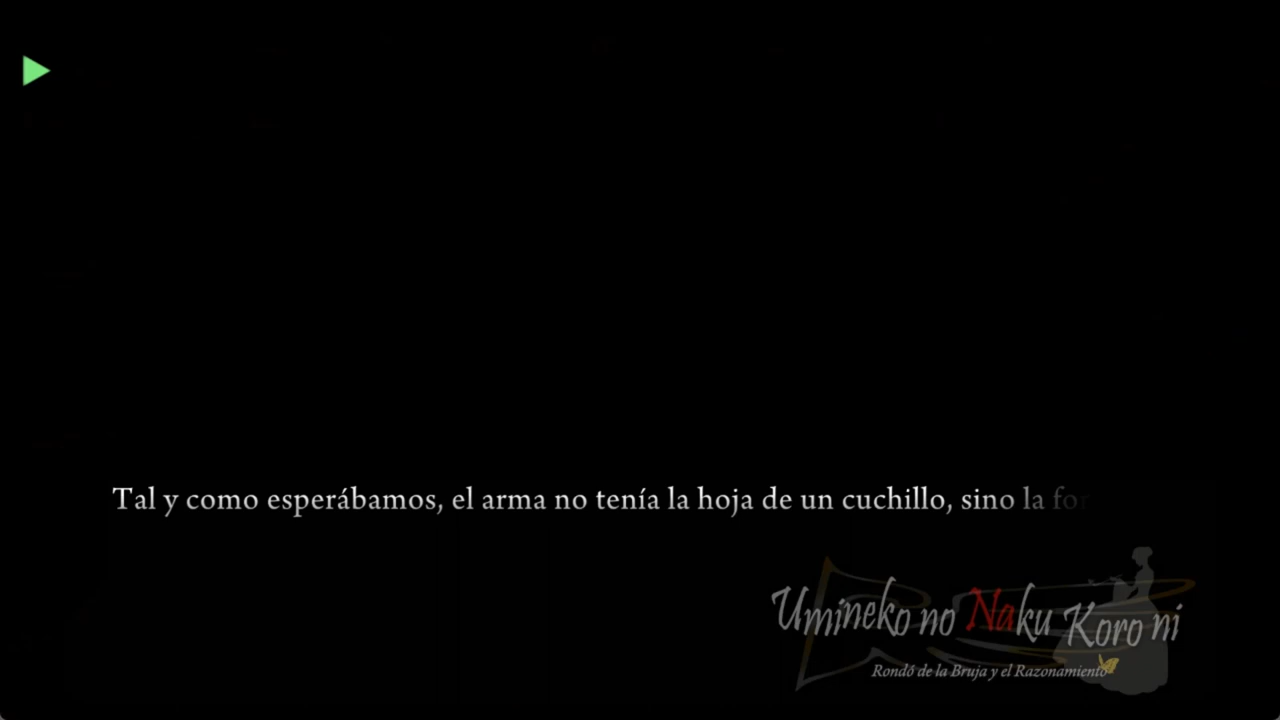 Tal y como esperábamos, el arma no tenía la hoja de un cuchillo, sino la
Umineko no Naku Koro ni
Rondó de la Bruja y el Razonamiento